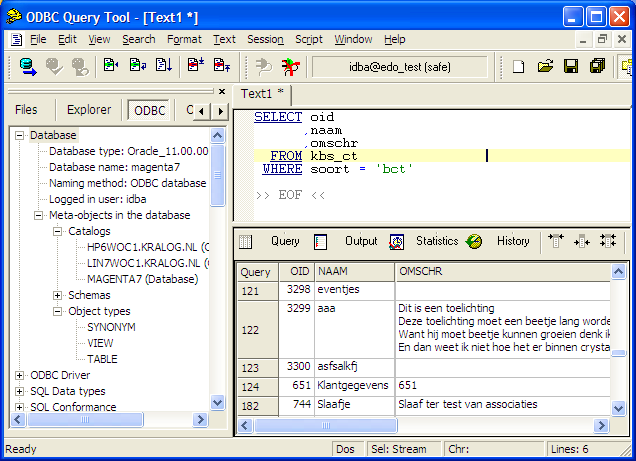 ODBC Query Tool - [Text1 *]
File Edit View Search Format Text Session Script Window Help
idba@edo_test (safe)
Files Explorer ODBC
Database
Database type: Oracle_11.00.00
Database name: magenta7
Naming method: ODBC database
Logged in user: idba
Meta-objects in the database
Catalogs
HP6WOC1.KRALOG.NL
LIN7WOC1.KRALOG.NL
MAGENTA7 (Database)
Schemas
Object types
SYNONYM
VIEW
TABLE
ODBC Driver
SQL Data types
SQL Conformance
Text1 *
SELECT oid
,naam
,omschr
FROM kbs_ct
WHERE soort = 'bct'
>> EOF <<
Query Output Statistics History
Query OID NAAM OMSCHR
121 3298 eventjes
122 3299 aaa Dit is een toelichting
Deze toelichting moet een beetje lang worde
Want hij moet beetje kunnen groeien denk ik
En dan weet ik niet hoe het er binnen crysta
123 3300 asfsalkfj
124 651 Klantgegevens 651
182 744 Slaafje Slaaf ter test van associaties
Ready Dos Sel: Stream Chr: Lines: 6